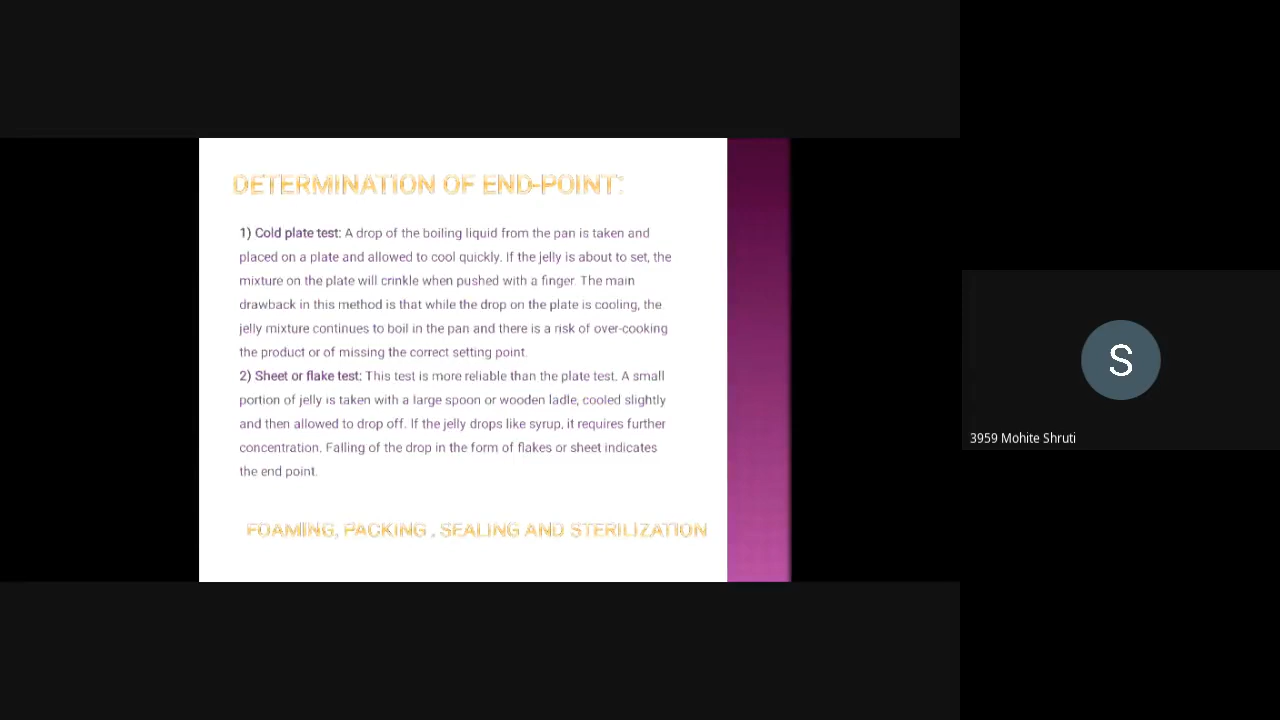 DETERMINATION OF END-POINT:
1) Cold plate test: A drop of the boiling liquid from the pan is taken and
placed on a plate and allowed to cool quickly. If the jelly is about to set, the
mixture on the plate will crinkle when pushed with a finger. The main
drawback in this method is that while the drop on the plate is cooling, the
jelly mixture continues to boil in the pan and there is a risk of over-cooking
the product or of missing the correct setting point.
2) Sheet or flake test: This test is more reliable than the plate test. A small
portion of jelly is taken with a large spoon or wooden ladle, cooled slightly
and then allowed to drop off. If the jelly drops like syrup, it requires further
concentration. Falling of the drop in the form of flakes or sheet indicates
the end point.
FOAMING, PACKING , SEALING AND STERILIZATION
S
3959 Mohite Shruti